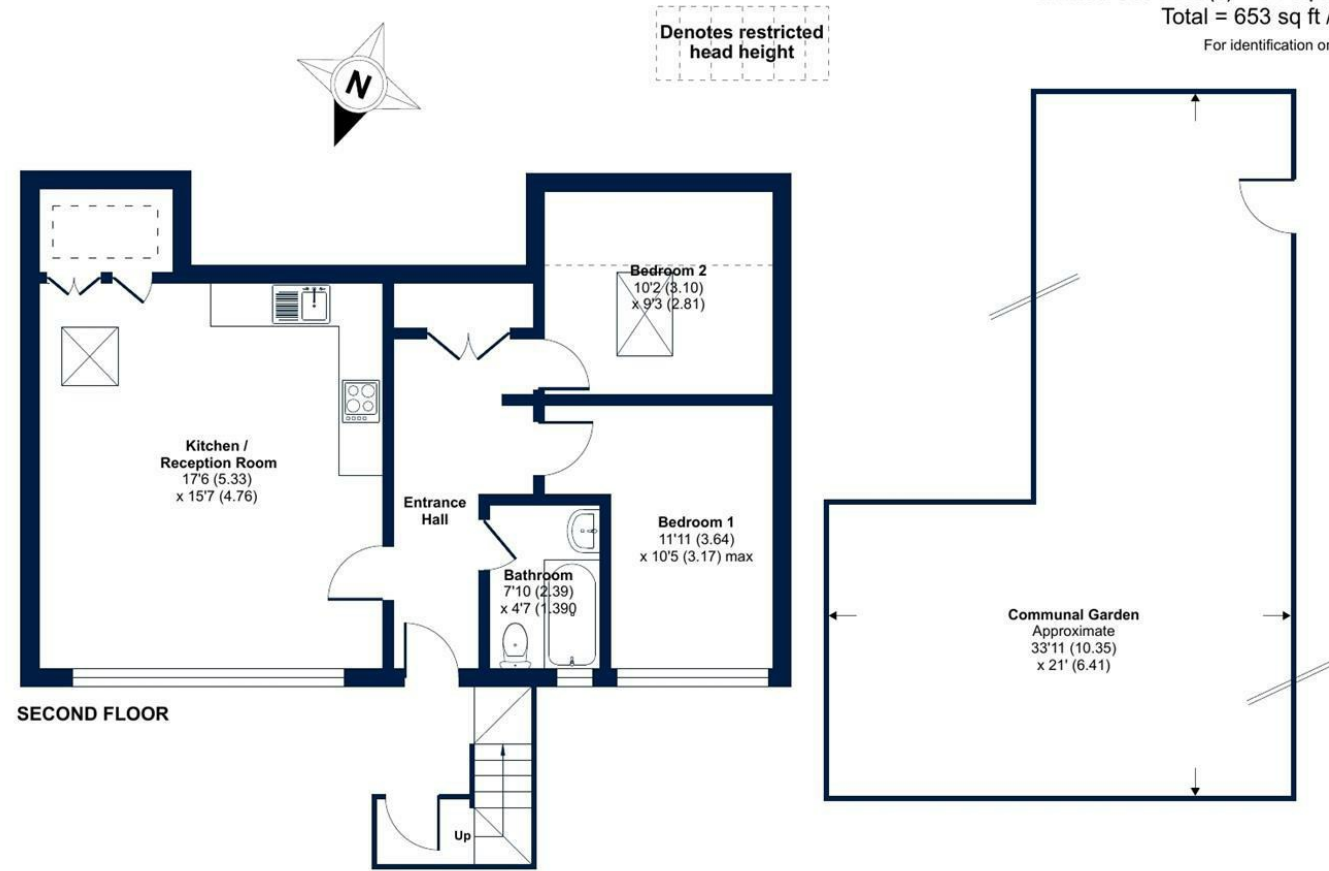 Total = 653 sq ft /
For identification on
Denotes restricted
head height
N
Bedroom 2
10'2 (3.10)
x 9'3 (2.81)
Kitchen /
Reception Room
17'6 (5.33)
x 15'7 (4.76)
Entrance
Hall
Bedroom 1
11'11 (3.64)
x 10'5 (3.17) max
Bathroom
7'10 (2.39)
x 4'7 (1.390
Communal Garden
Approximate
33'11 (10.35)
x 21' (6.41)
SECOND FLOOR
Up